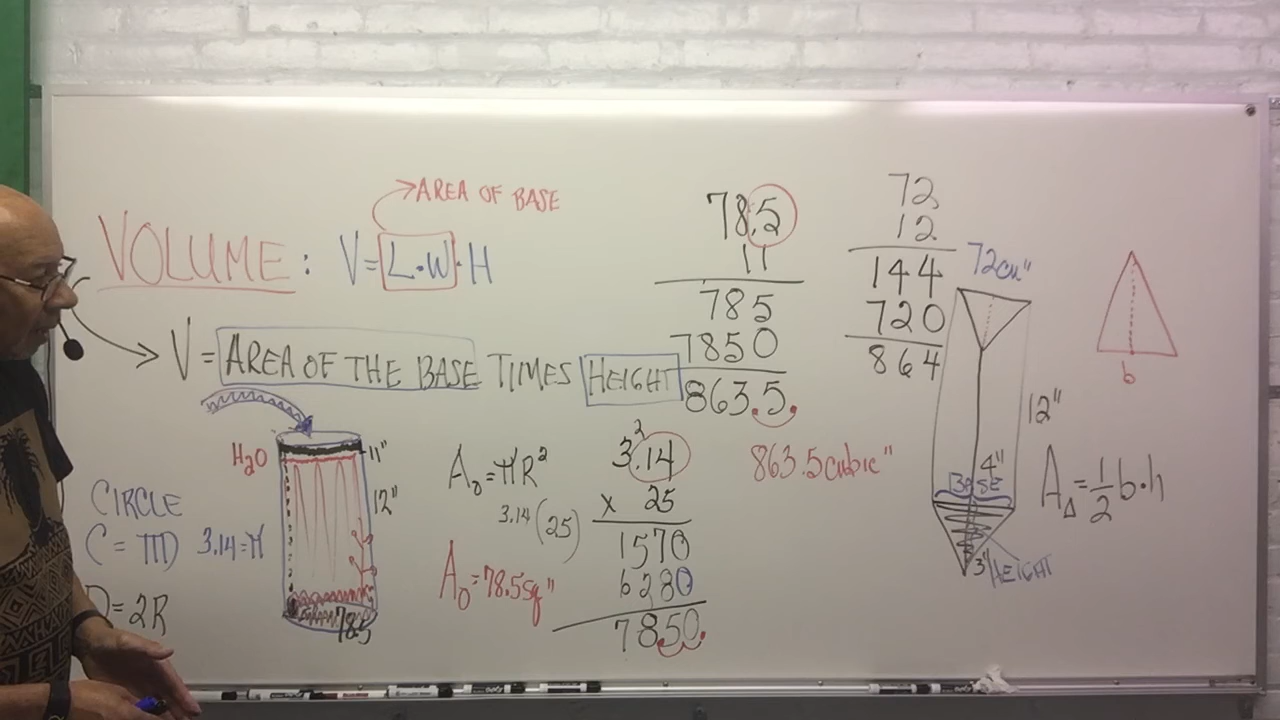 AREA OF BASE
VOLUME: V=L·W·H
V=AREA OF THE BASE TIMES HEIGHT
H2O
11"
12"
785
CIRCLE
C=ΠD 3.14=Π
D=2R
A○=ΠR²
3.14(25)
A○=78.5sq"
78.5
11
785
7850
863.5.
2
3.14
x 25
1570
6280
7850.
863.5cubic"
72
12
144
720
864
72cu"
12"
4"
BASE
3"
HEIGHT
b
A△=1/2b·h